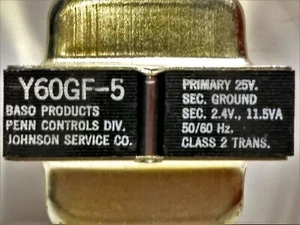 Y60GF-5
BASO PRODUCTS
PENN CONTROLS DIV.
JOHNSON SERVICE CO.
PRIMARY 25V.
SEC. GROUND
SEC. 2.4V., 11.5VA
50/60 Hz.
CLASS 2 TRANS.